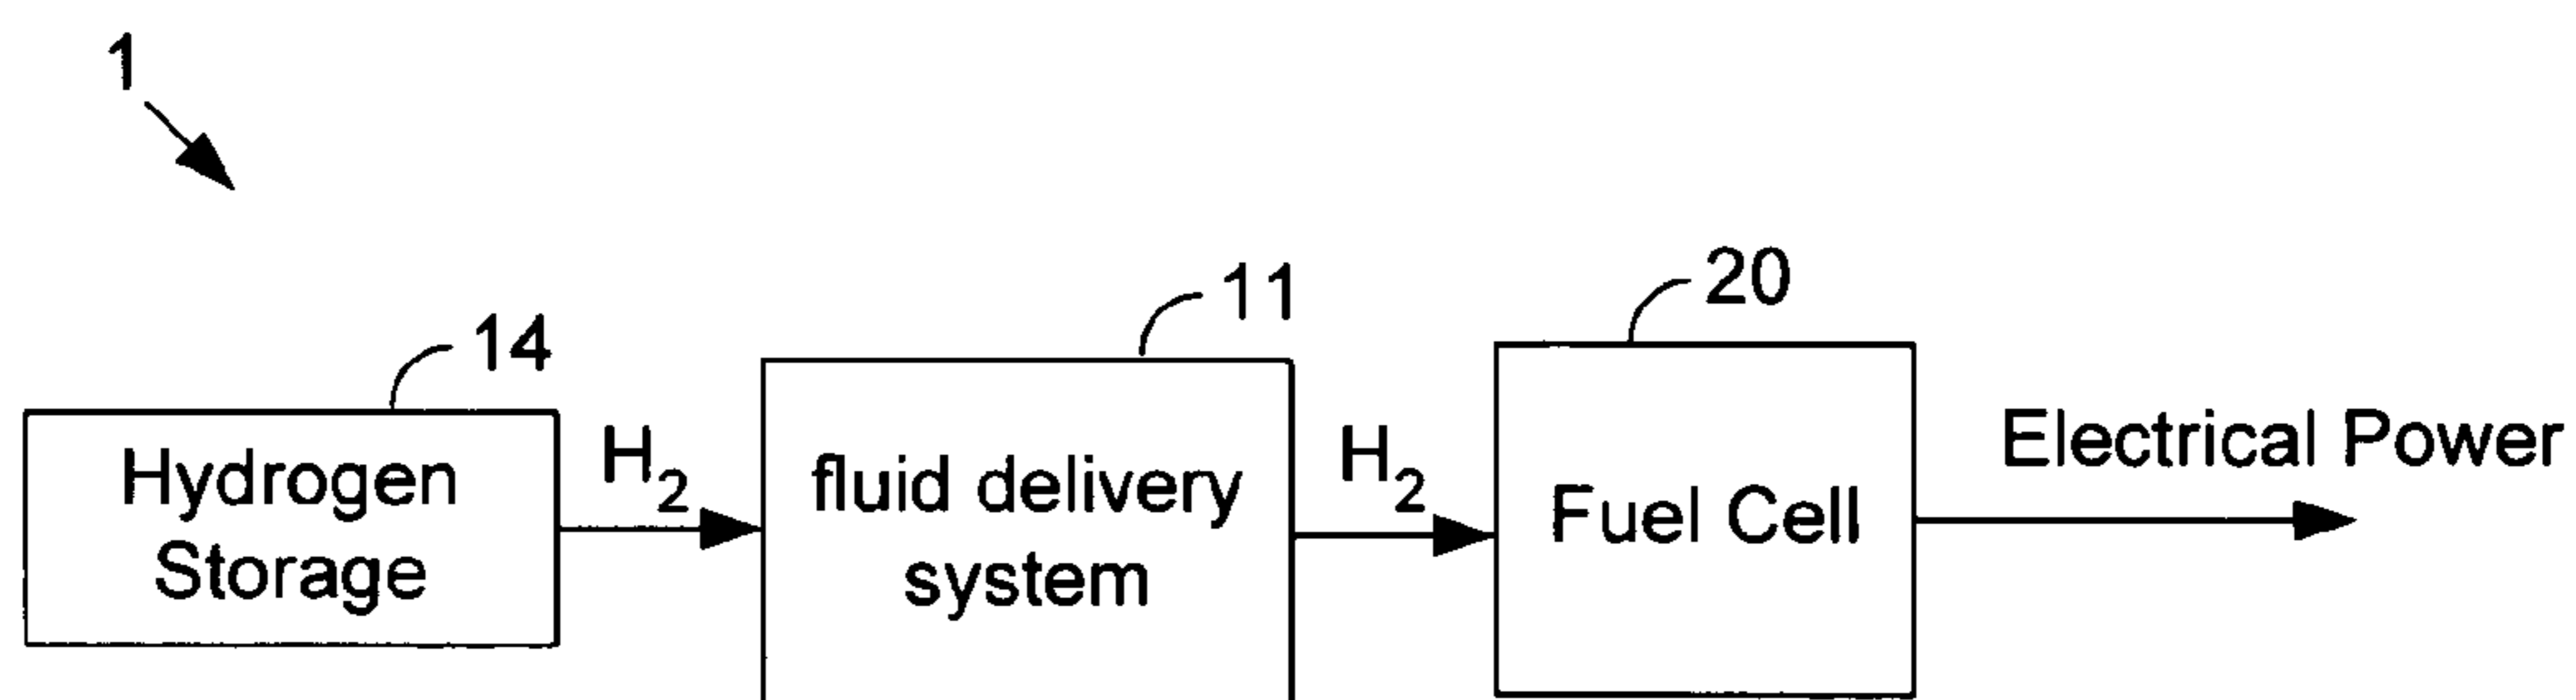 1
14
11
20
Hydrogen
Storage
H2
fluid delivery
system
H2
Fuel Cell
Electrical Power